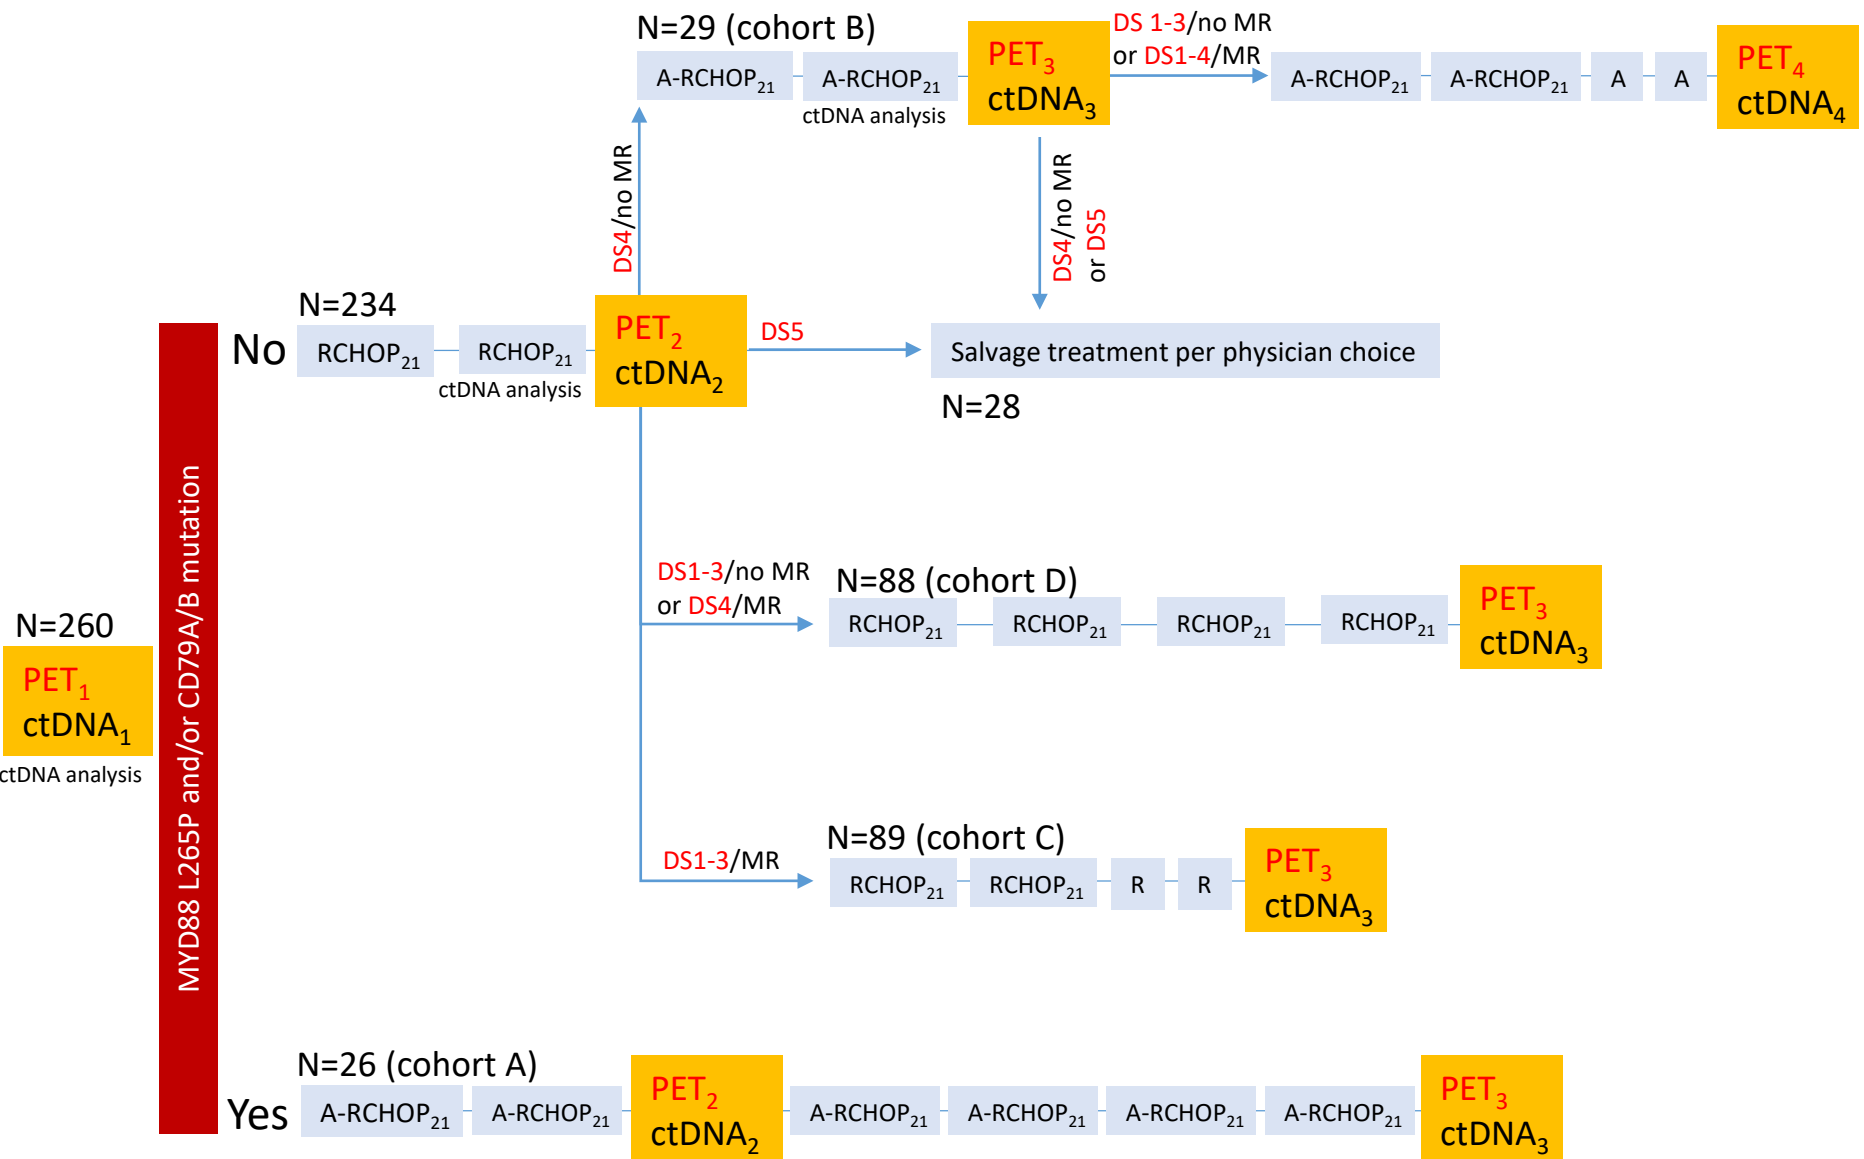 N=29 (cohort B)
A-RCHOP21
A-RCHOP21
ctDNA analysis
PET3
ctDNA3
DS 1-3/no MR
or DS1-4/MR
A-RCHOP21
A-RCHOP21
A
A
PET4
ctDNA4
DS4/no MR
DS4/no MR
or DS5
N=234
No
RCHOP21
RCHOP21
ctDNA analysis
PET2
ctDNA2
DS5
Salvage treatment per physician choice
N=28
MYD88 L265P and/or CD79A/B mutation
N=260
PET1
ctDNA1
ctDNA analysis
DS1-3/no MR
or DS4/MR
N=88 (cohort D)
RCHOP21
RCHOP21
RCHOP21
RCHOP21
PET3
ctDNA3
DS1-3/MR
N=89 (cohort C)
RCHOP21
RCHOP21
R
R
PET3
ctDNA3
N=26 (cohort A)
Yes
A-RCHOP21
A-RCHOP21
PET2
ctDNA2
A-RCHOP21
A-RCHOP21
A-RCHOP21
A-RCHOP21
PET3
ctDNA3